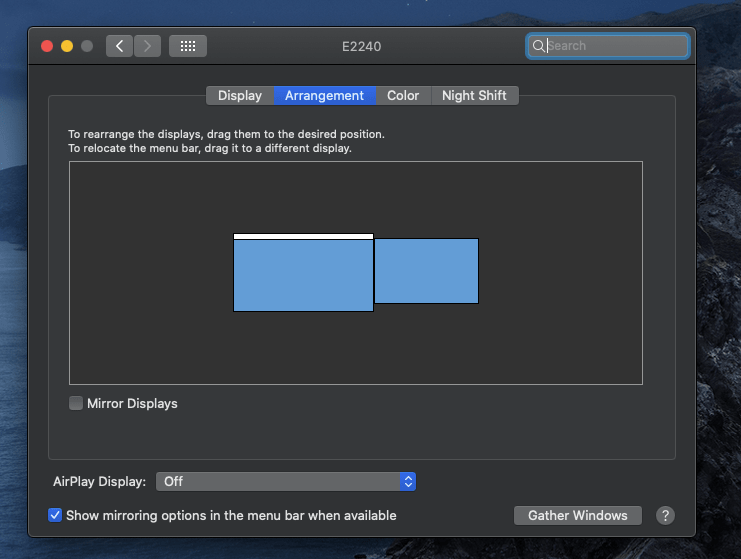 E2240
Search
Display Arrangement Color Night Shift
To rearrange the displays, drag them to the desired position.
To relocate the menu bar, drag it to a different display.
Mirror Displays
AirPlay Display: Off
Show mirroring options in the menu bar when available
Gather Windows ?